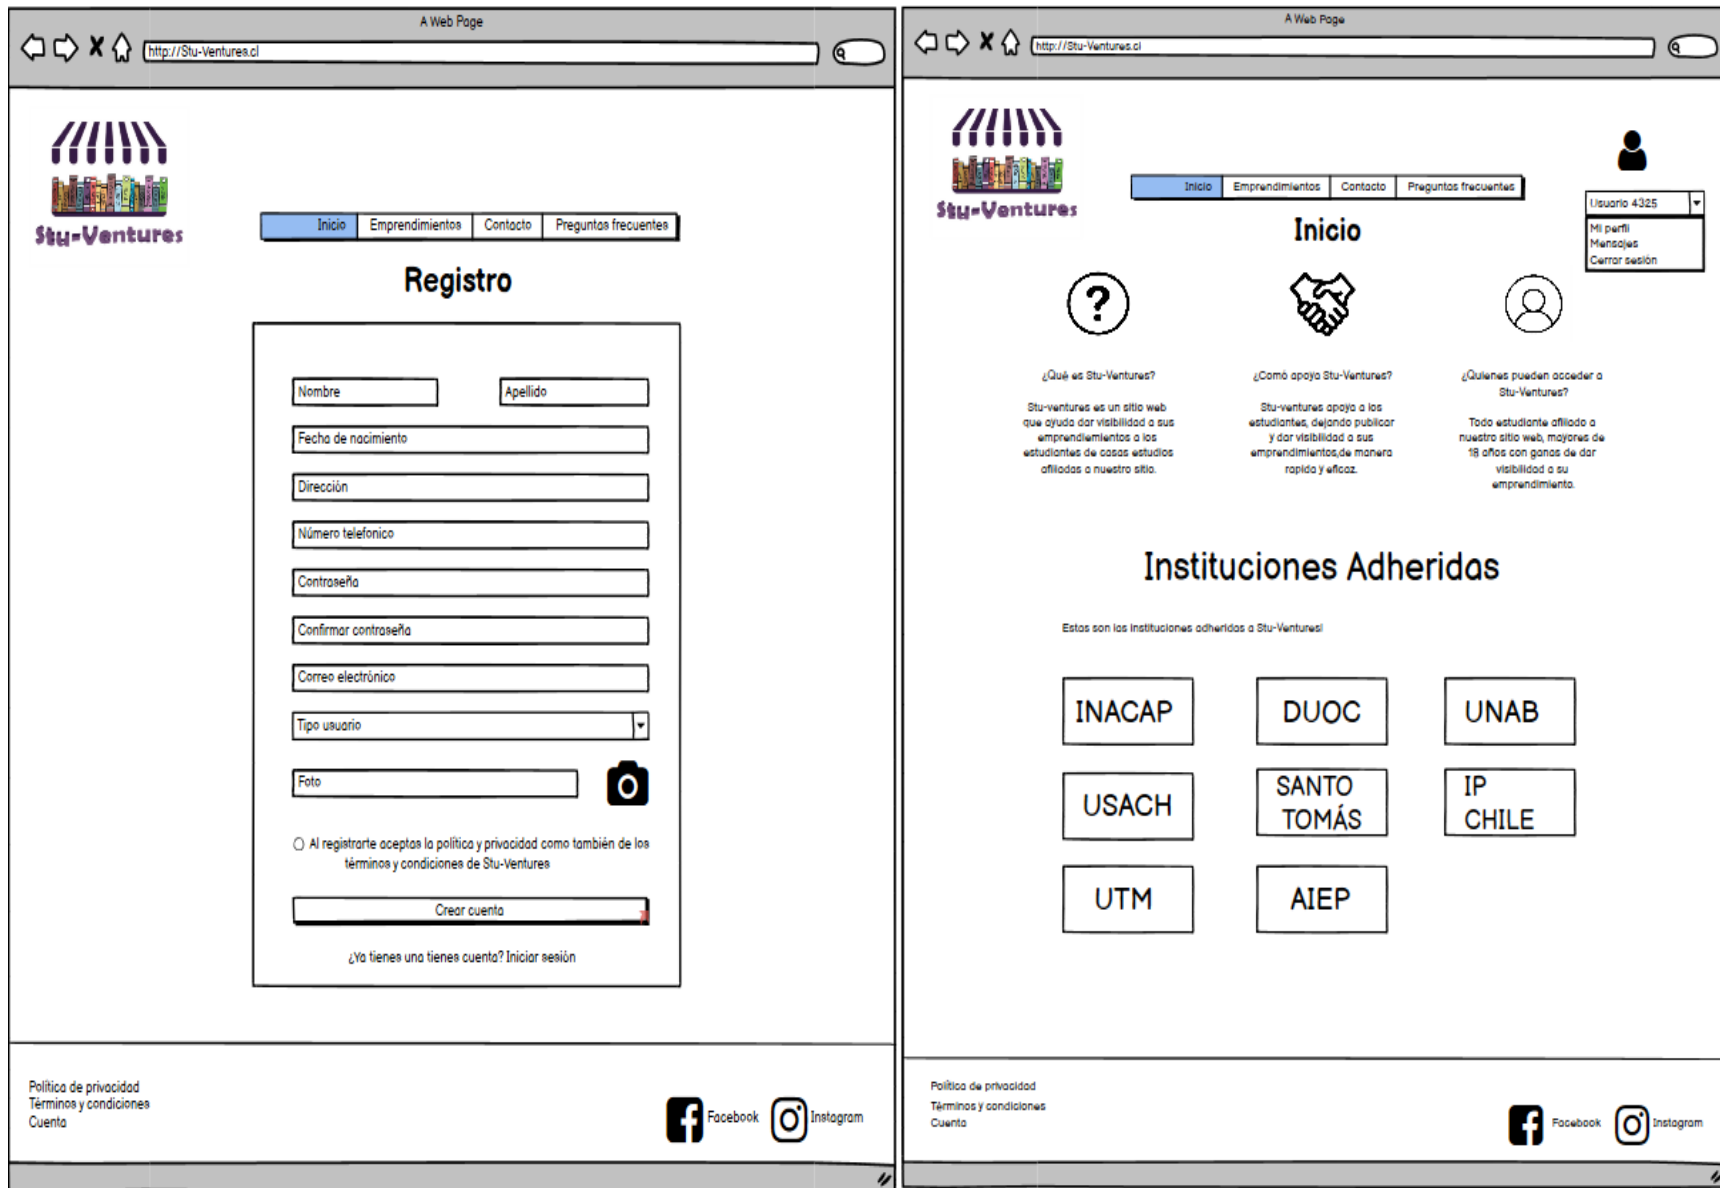 A Web Page
http://Stu-Ventures.cl
Stu-Ventures
Inicio
Emprendimientos
Contacto
Preguntas frecuentes
Registro
Nombre
Apellido
Fecha de nacimiento
Dirección
Número telefonico
Contraseña
Confirmar contraseña
Correo electrónico
Tipo usuario
Foto
Al registrarte aceptas la política y privacidad como también de los
términos y condiciones de Stu-Ventures
Crear cuenta
¿Ya tienes una tienes cuenta? Iniciar sesión
Política de privacidad
Términos y condiciones
Cuenta
Facebook
Instagram
A Web Page
http://Stu-Ventures.cl
Stu-Ventures
Inicio
Emprendimientos
Contacto
Preguntas frecuentes
Usuario 4325
Mi perfil
Mensajes
Cerrar sesión
Inicio
¿Qué es Stu-Ventures?
Stu-ventures es un sitio web
que ayuda dar visibilidad a sus
emprendiemientos a los
estudiantes de casas estudios
afiliadas a nuestro sitio.
¿Comó apoya Stu-Ventures?
Stu-ventures apoya a los
estudiantes, dejando publicar
y dar visibilidad a sus
emprendimientos,de manera
rapida y eficaz.
¿Quienes pueden acceder a
Stu-Ventures?
Todo estudiante afiliado a
nuestro sitio web, mayores de
18 años con ganas de dar
visibilidad a su
emprendimiento.
Instituciones Adheridas
Estas son las instituciones adheridas a Stu-Ventures!
INACAP
DUOC
UNAB
USACH
SANTO
TOMÁS
IP
CHILE
UTM
AIEP
Política de privacidad
Términos y condiciones
Cuenta
Facebook
Instagram